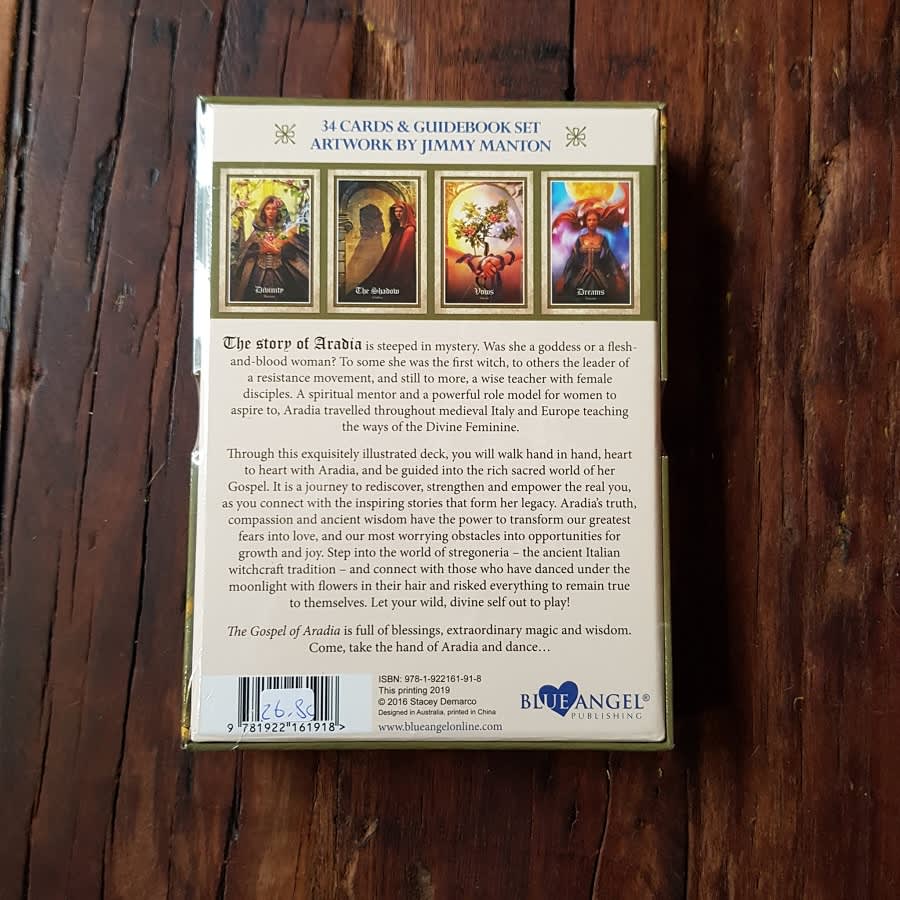 34 CARDS & GUIDEBOOK SET
ARTWORK BY JIMMY MANTON
Divinity
The Shadow
Vows
Dreams
The story of Aradia is steeped in mystery. Was she a goddess or a flesh-
and-blood woman? To some she was the first witch, to others the leader of
a resistance movement, and still to more, a wise teacher with female
disciples. A spiritual mentor and a powerful role model for women to
aspire to, Aradia travelled throughout medieval Italy and Europe teaching
the ways of the Divine Feminine.
Through this exquisitely illustrated deck, you will walk hand in hand, heart
to heart with Aradia, and be guided into the rich sacred world of her
Gospel. It is a journey to rediscover, strengthen and empower the real you,
as you connect with the inspiring stories that form her legacy. Aradia's truth,
compassion and ancient wisdom have the power to transform our greatest
fears into love, and our most worrying obstacles into opportunities for
growth and joy. Step into the world of stregoneria – the ancient Italian
witchcraft tradition – and connect with those who have danced under the
moonlight with flowers in their hair and risked everything to remain true
to themselves. Let your wild, divine self out to play!
The Gospel of Aradia is full of blessings, extraordinary magic and wisdom.
Come, take the hand of Aradia and dance…
9 781922 161918 >
ISBN: 978-1-922161-91-8
This printing 2019
© 2016 Stacey Demarco
Designed in Australia, printed in China
www.blueangelonline.com
BLUE ANGEL®
PUBLISHING